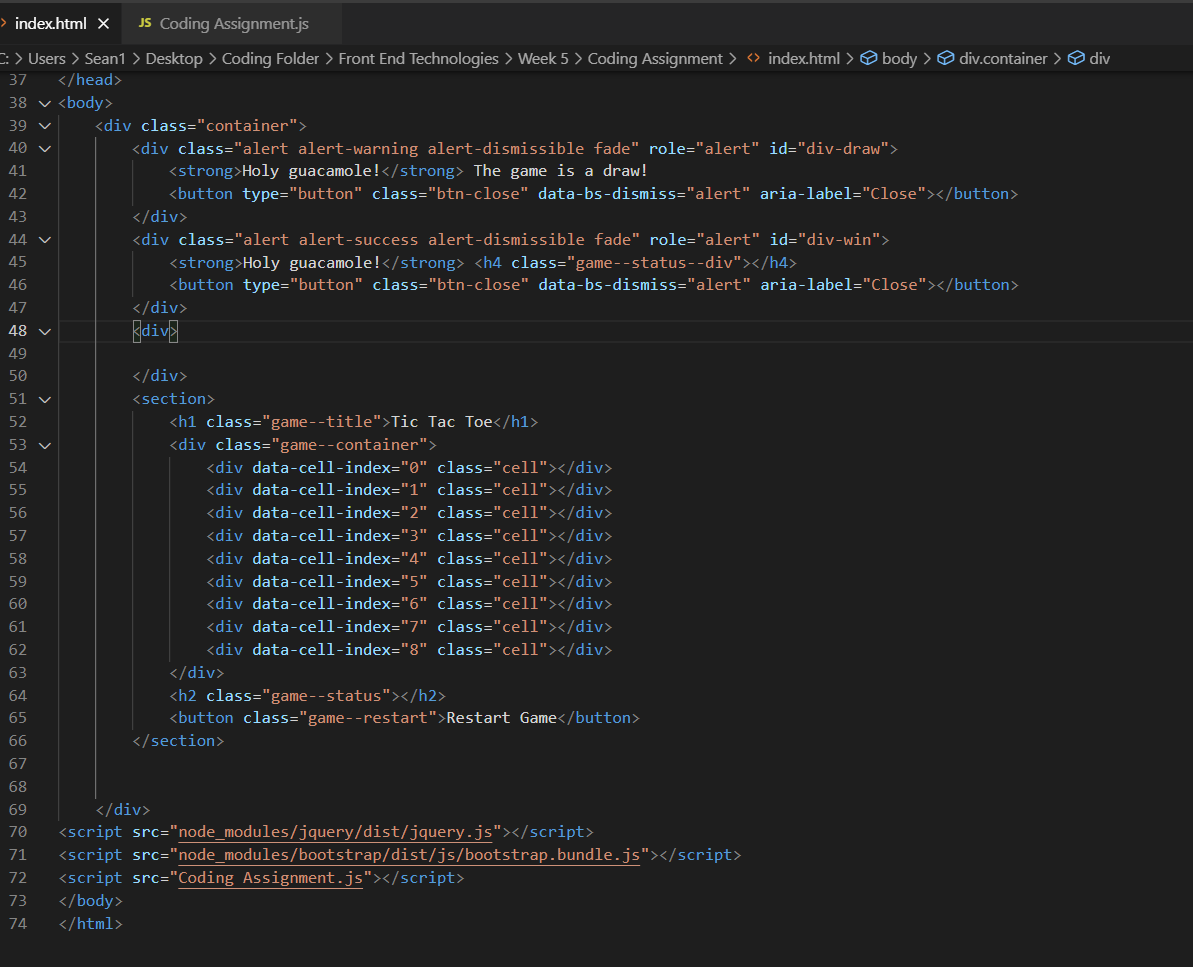 index.html
JS Coding Assignment.js
C: > Users > Sean1 > Desktop > Coding Folder > Front End Technologies > Week 5 > Coding Assignment > <> index.html > body > div.container > div
37 </head>
38 <body>
39 <div class="container">
40 <div class="alert alert-warning alert-dismissible fade" role="alert" id="div-draw">
41 <strong>Holy guacamole!</strong> The game is a draw!
42 <button type="button" class="btn-close" data-bs-dismiss="alert" aria-label="Close"></button>
43 </div>
44 <div class="alert alert-success alert-dismissible fade" role="alert" id="div-win">
45 <strong>Holy guacamole!</strong> <h4 class="game--status--div"></h4>
46 <button type="button" class="btn-close" data-bs-dismiss="alert" aria-label="Close"></button>
47 </div>
48 <div>
49
50 </div>
51 <section>
52 <h1 class="game--title">Tic Tac Toe</h1>
53 <div class="game--container">
54 <div data-cell-index="0" class="cell"></div>
55 <div data-cell-index="1" class="cell"></div>
56 <div data-cell-index="2" class="cell"></div>
57 <div data-cell-index="3" class="cell"></div>
58 <div data-cell-index="4" class="cell"></div>
59 <div data-cell-index="5" class="cell"></div>
60 <div data-cell-index="6" class="cell"></div>
61 <div data-cell-index="7" class="cell"></div>
62 <div data-cell-index="8" class="cell"></div>
63 </div>
64 <h2 class="game--status"></h2>
65 <button class="game--restart">Restart Game</button>
66 </section>
67
68
69 </div>
70 <script src="node_modules/jquery/dist/jquery.js"></script>
71 <script src="node_modules/bootstrap/dist/js/bootstrap.bundle.js"></script>
72 <script src="Coding Assignment.js"></script>
73 </body>
74 </html>